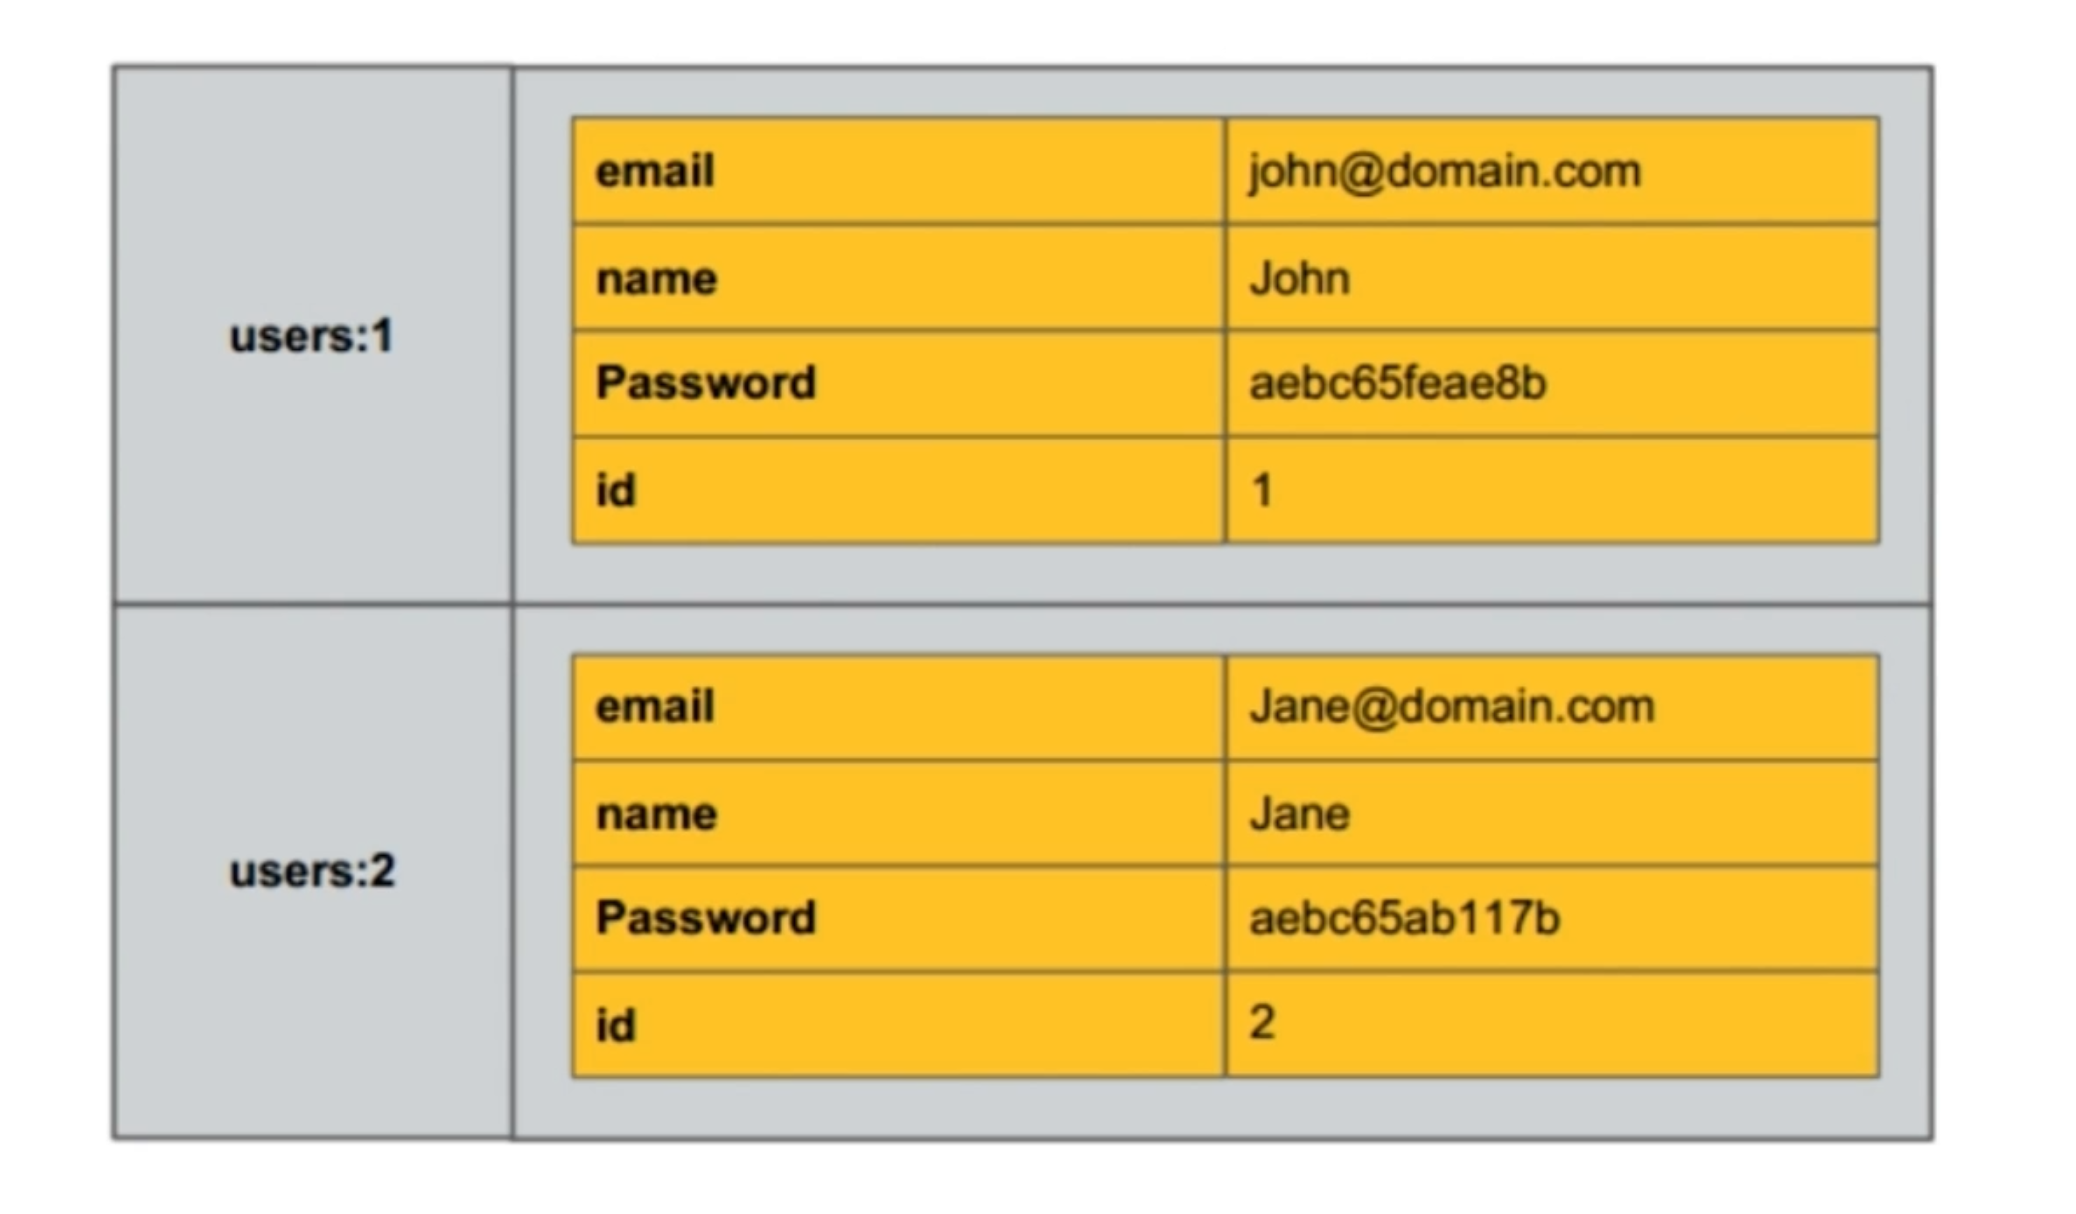 users:1
email john@domain.com
name John
Password aebc65feae8b
id 1
users:2
email Jane@domain.com
name Jane
Password aebc65ab117b
id 2